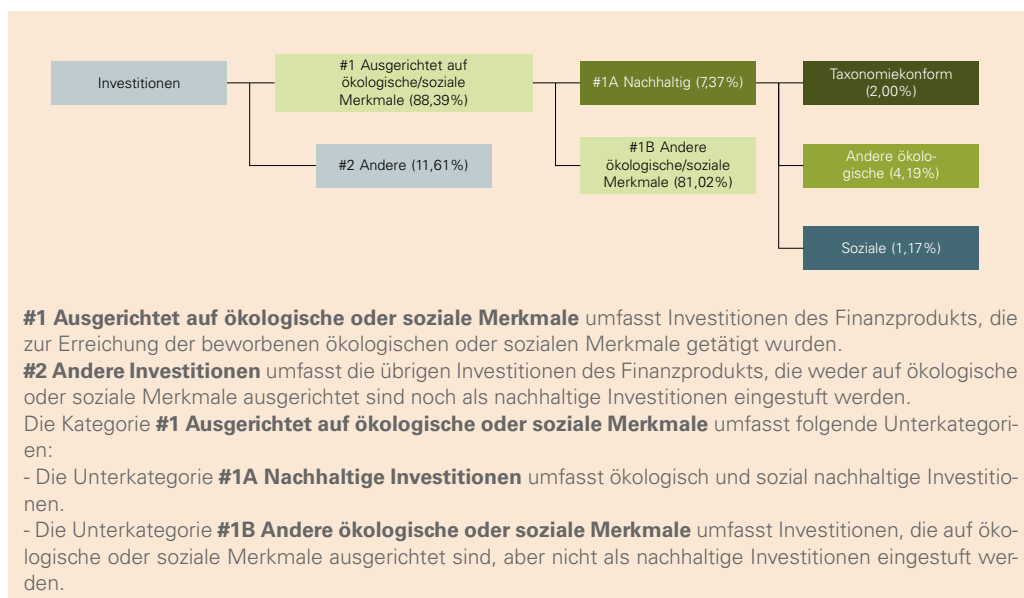 Investitionen
#1 Ausgerichtet auf
ökologische/soziale
Merkmale (88,39%)
#2 Andere (11,61%)
#1A Nachhaltig (7,37%)
#1B Andere
ökologische/soziale
Merkmale (81,02%)
Taxonomiekonform
(2,00%)
Andere ökolo-
gische (4,19%)
Soziale (1,17%)
#1 Ausgerichtet auf ökologische oder soziale Merkmale umfasst Investitionen des Finanzprodukts, die
zur Erreichung der beworbenen ökologischen oder sozialen Merkmale getätigt wurden.
#2 Andere Investitionen umfasst die übrigen Investitionen des Finanzprodukts, die weder auf ökologische
oder soziale Merkmale ausgerichtet sind noch als nachhaltige Investitionen eingestuft werden.
Die Kategorie #1 Ausgerichtet auf ökologische oder soziale Merkmale umfasst folgende Unterkategori-
en:
- Die Unterkategorie #1A Nachhaltige Investitionen umfasst ökologisch und sozial nachhaltige Investitio-
nen.
- Die Unterkategorie #1B Andere ökologische oder soziale Merkmale umfasst Investitionen, die auf öko-
logische oder soziale Merkmale ausgerichtet sind, aber nicht als nachhaltige Investitionen eingestuft wer-
den.